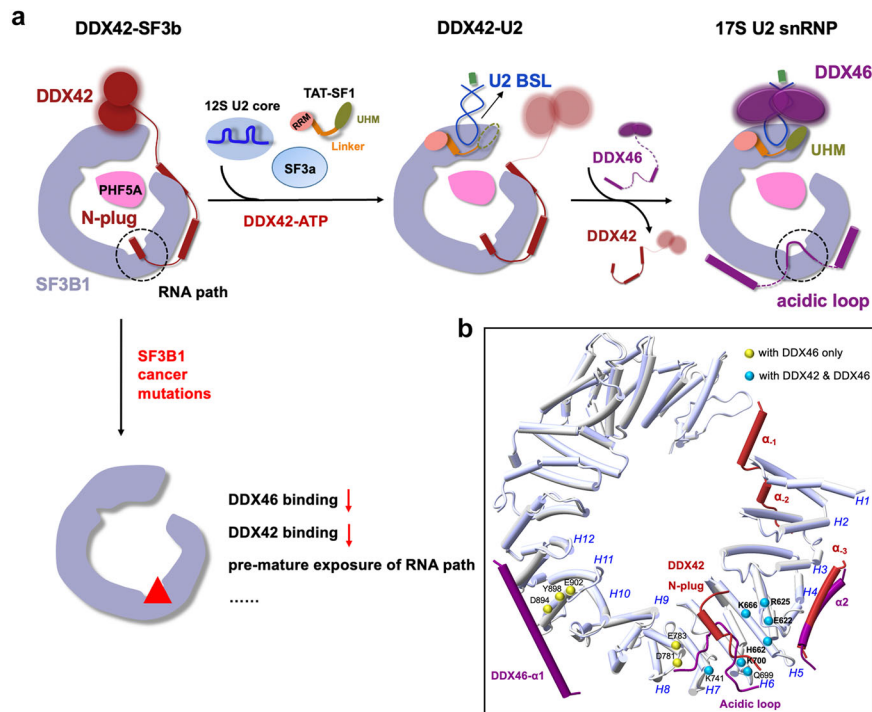 a
DDX42-SF3b
DDX42-U2
17S U2 snRNP
DDX42
12S U2 core
TAT-SF1
RRM
UHM
Linker
SF3a
DDX42-ATP
PHF5A
N-plug
SF3B1
RNA path
U2 BSL
DDX46
DDX42
DDX46
UHM
acidic loop
SF3B1
cancer
mutations
DDX46 binding
DDX42 binding
pre-mature exposure of RNA path
......
b
with DDX46 only
with DDX42 & DDX46
α-1
α-2
α-3
α2
H1
H2
H3
H4
H5
H6
H7
H8
H9
H10
H11
H12
DDX42
N-plug
Y898
E902
D894
K666
R625
E622
H662
K700
Q699
K741
E783
D781
DDX46-α1
Acidic loop